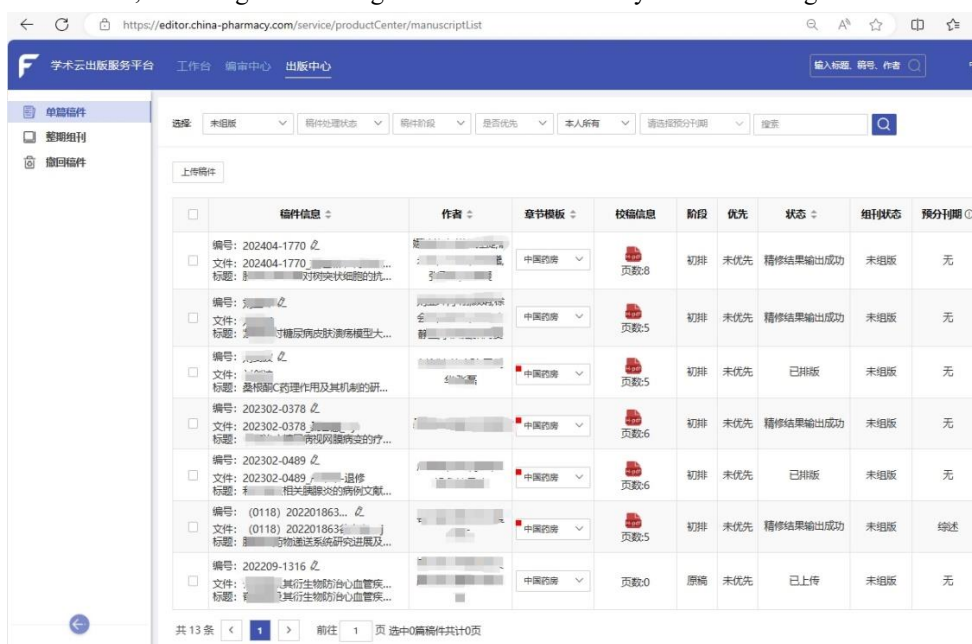 https://editor.china-pharmacy.com/service/productCenter/manuscriptList
学术云出版服务平台 工作台 编审中心 出版中心 输入标题、稿号、作者
单篇稿件
整期组刊
撤回稿件
选择: 未组版 稿件处理状态 稿件阶段 是否优先 本人所有 请选择预分刊期 搜索
上传稿件
稿件信息 作者 章节模板 校稿信息 阶段 优先 状态 组刊状态 预分刊期
编号: 202404-1770
文件: 202404-1770_ ...
标题: 对树突状细胞的抗...
中国药房 页数:8 初排 未优先 精修结果输出成功 未组版 无
编号:
文件:
标题: 对糖尿病皮肤溃疡模型大...
中国药房 页数:5 初排 未优先 精修结果输出成功 未组版 无
编号:
文件:
标题: 桑根酮C药理作用及其机制的研...
中国药房 页数:5 初排 未优先 已排版 未组版 无
编号: 202302-0378
文件: 202302-0378_
标题: 病视网膜病变的疗...
中国药房 页数:6 初排 未优先 精修结果输出成功 未组版 无
编号: 202302-0489
文件: 202302-0489_ -退修
标题: 相关胰腺炎的病例文献...
中国药房 页数:6 初排 未优先 已排版 未组版 无
编号: (0118) 202201863...
文件: (0118) 202201863
标题: 药物递送系统研究进展及...
中国药房 页数:5 初排 未优先 精修结果输出成功 未组版 综述
编号: 202209-1316
文件: 其衍生物防治心血管疾...
标题: 其衍生物防治心血管疾...
中国药房 页数:0 原稿 未优先 已上传 未组版 无
共 13 条 1 前往 1 页 选中0篇稿件共计0页